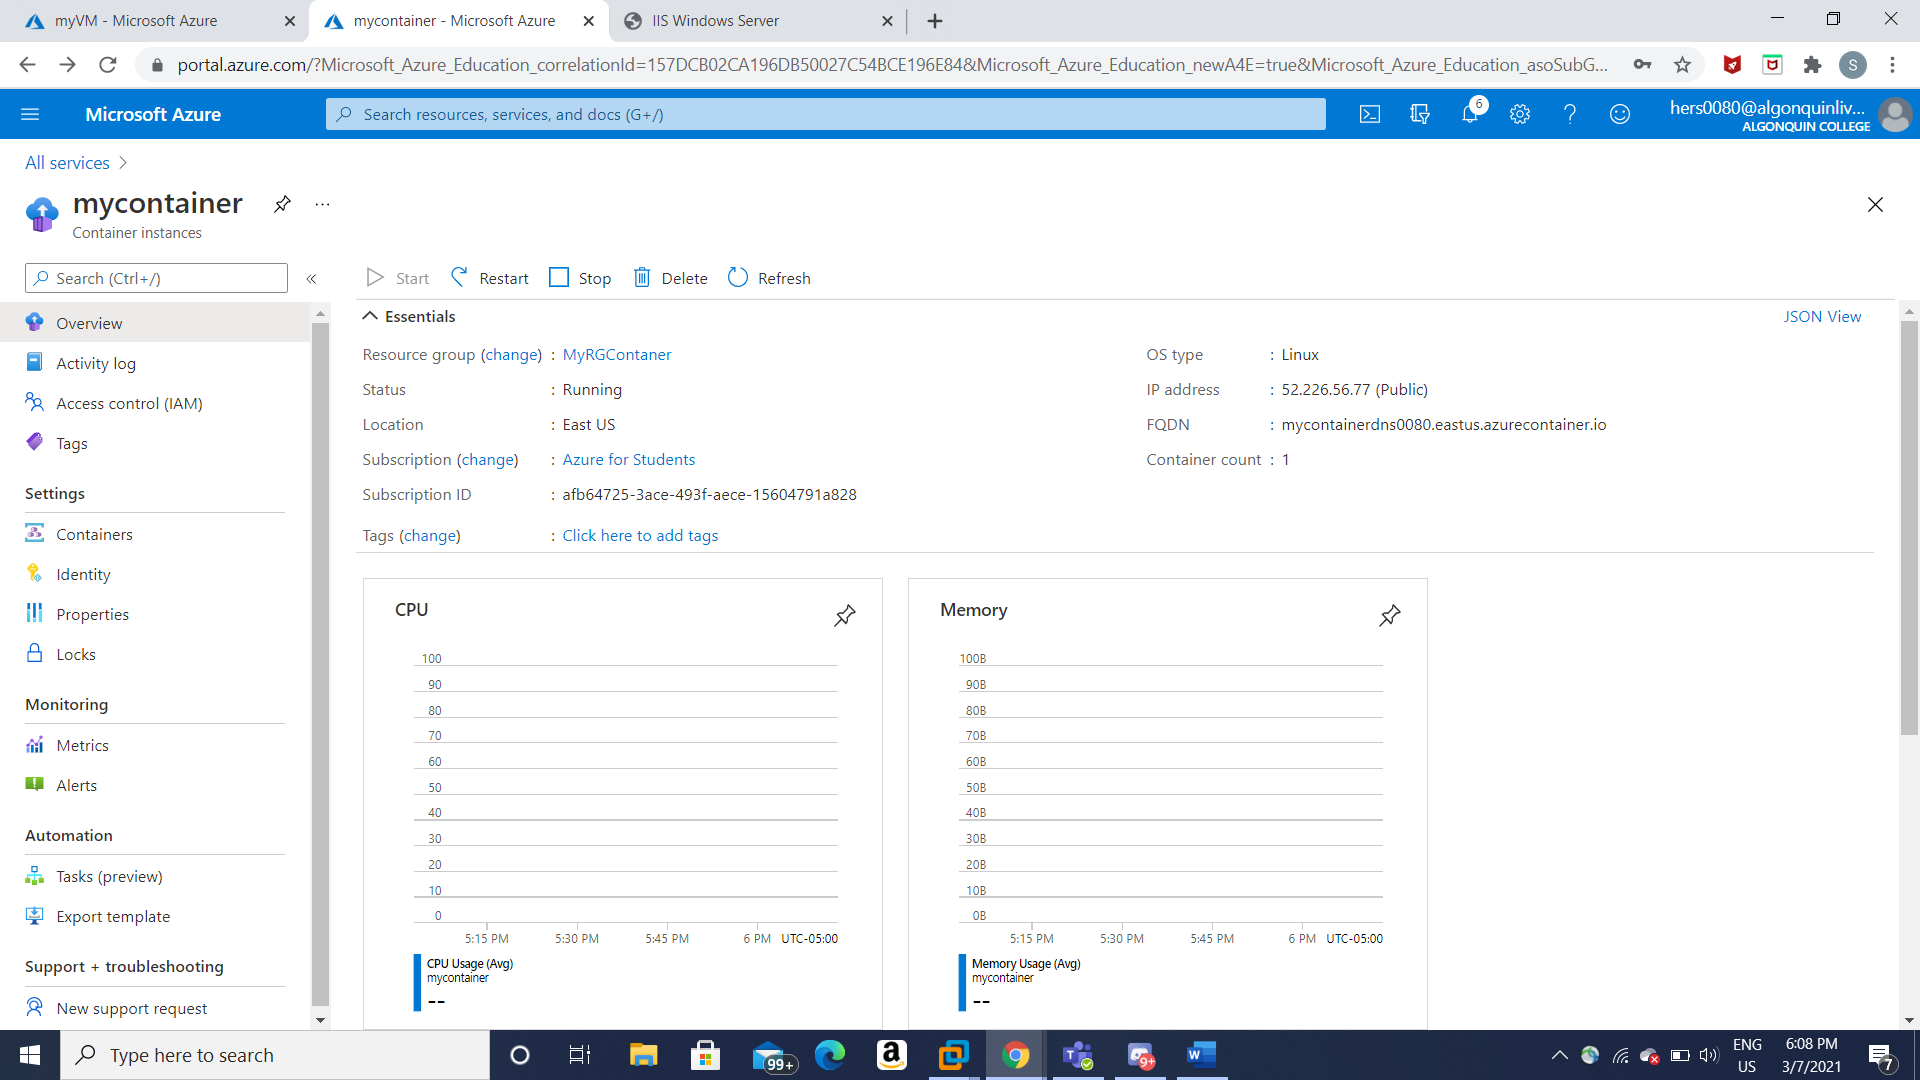 myVM - Microsoft Azure
mycontainer - Microsoft Azure
IIS Windows Server
portal.azure.com/?Microsoft_Azure_Education_correlationId=157DCB02CA196DB50027C54BCE196E84&Microsoft_Azure_Education_newA4E=true&Microsoft_Azure_Education_asoSubG...
S
Microsoft Azure
Search resources, services, and docs (G+/)
6
hers0080@algonquinliv...
ALGONQUIN COLLEGE
All services
mycontainer
Container instances
Search (Ctrl+/)
Start
Restart
Stop
Delete
Refresh
Overview
Activity log
Access control (IAM)
Tags
Settings
Containers
Identity
Properties
Locks
Monitoring
Metrics
Alerts
Automation
Tasks (preview)
Export template
Support + troubleshooting
New support request
Essentials
JSON View
Resource group (change) : MyRGContaner
Status : Running
Location : East US
Subscription (change) : Azure for Students
Subscription ID : afb64725-3ace-493f-aece-15604791a828
Tags (change) : Click here to add tags
OS type : Linux
IP address : 52.226.56.77 (Public)
FQDN : mycontainerdns0080.eastus.azurecontainer.io
Container count : 1
CPU
100
90
80
70
60
50
40
30
20
10
0
5:15 PM 5:30 PM 5:45 PM 6 PM UTC-05:00
CPU Usage (Avg)
mycontainer
--
Memory
100B
90B
80B
70B
60B
50B
40B
30B
20B
10B
0B
5:15 PM 5:30 PM 5:45 PM 6 PM UTC-05:00
Memory Usage (Avg)
mycontainer
--
Type here to search
99+
9+
ENG
US
6:08 PM
3/7/2021
7